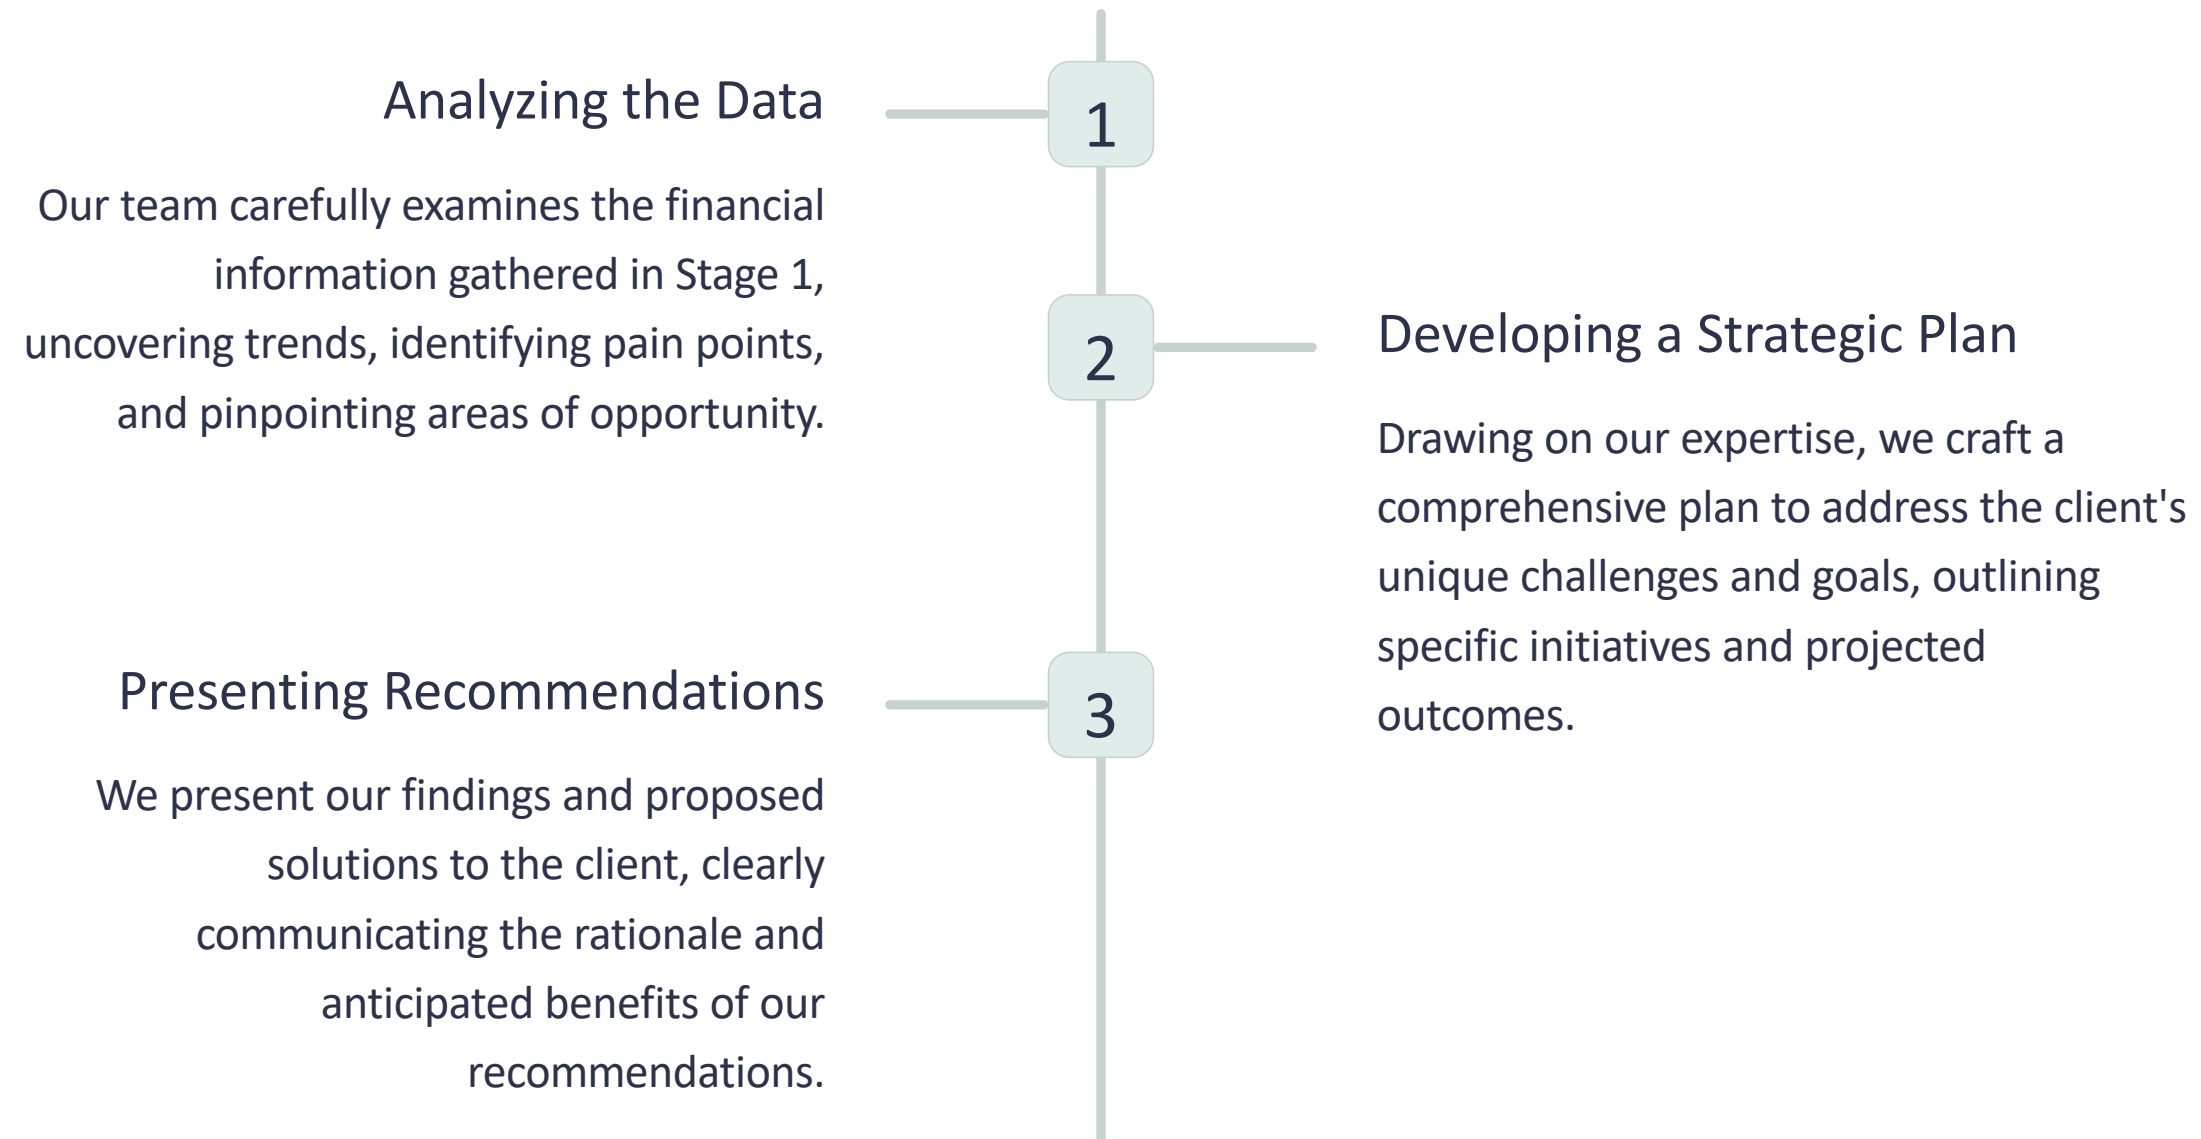 Analyzing the Data
1
Our team carefully examines the financial
information gathered in Stage 1,
uncovering trends, identifying pain points,
and pinpointing areas of opportunity.
2
Developing a Strategic Plan
Drawing on our expertise, we craft a
comprehensive plan to address the client's
unique challenges and goals, outlining
specific initiatives and projected
outcomes.
Presenting Recommendations
3
We present our findings and proposed
solutions to the client, clearly
communicating the rationale and
anticipated benefits of our
recommendations.